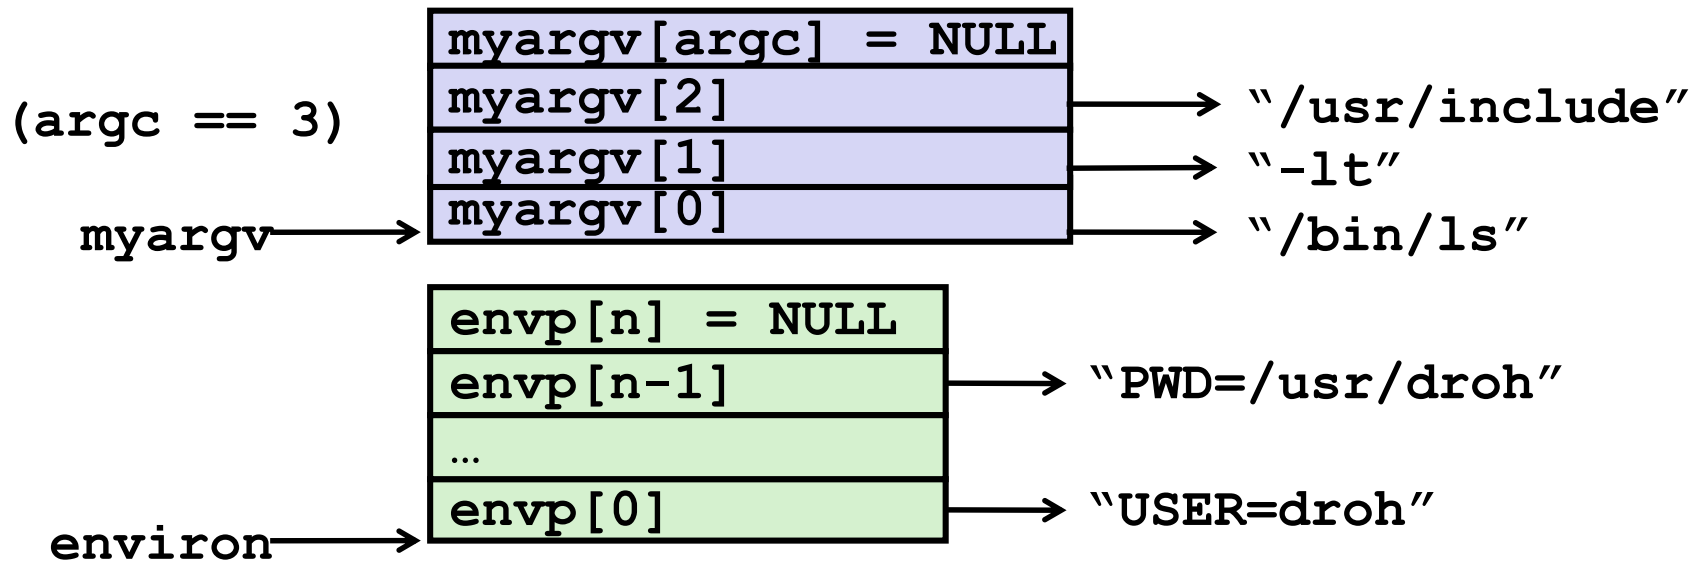 myargv[argc] = NULL
(argc == 3)
myargv[2] “/usr/include”
myargv[1] “-lt”
myargv myargv[0] “/bin/ls”
envp[n] = NULL
envp[n-1] “PWD=/usr/droh”
…
envp[0] “USER=droh”
environ